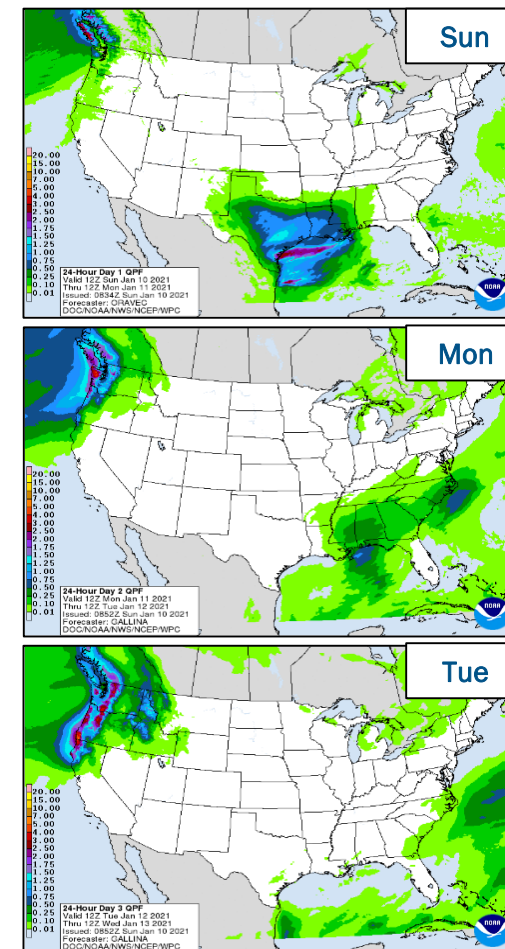 Sun
20.00
15.00
10.00
7.00
5.00
4.00
3.00
2.50
2.00
1.75
1.50
1.25
1.00
0.75
0.50
0.25
0.10
0.01
24-Hour Day 1 QPF
Valid 12Z Sun Jan 10 2021
Thru 12Z Mon Jan 11 2021
Issued: 0834Z Sun Jan 10 2021
Forecaster: ORAVEC
DOC/NOAA/NWS/NCEP/WPC
NOAA
Mon
20.00
15.00
10.00
7.00
5.00
4.00
3.00
2.50
2.00
1.75
1.50
1.25
1.00
0.75
0.50
0.25
0.10
0.01
24-Hour Day 2 QPF
Valid 12Z Mon Jan 11 2021
Thru 12Z Tue Jan 12 2021
Issued: 0852Z Sun Jan 10 2021
Forecaster: GALLINA
DOC/NOAA/NWS/NCEP/WPC
NOAA
Tue
20.00
15.00
10.00
7.00
5.00
4.00
3.00
2.50
2.00
1.75
1.50
1.25
1.00
0.75
0.50
0.25
0.10
0.01
24-Hour Day 3 QPF
Valid 12Z Tue Jan 12 2021
Thru 12Z Wed Jan 13 2021
Issued: 0852Z Sun Jan 10 2021
Forecaster: GALLINA
DOC/NOAA/NWS/NCEP/WPC
NOAA